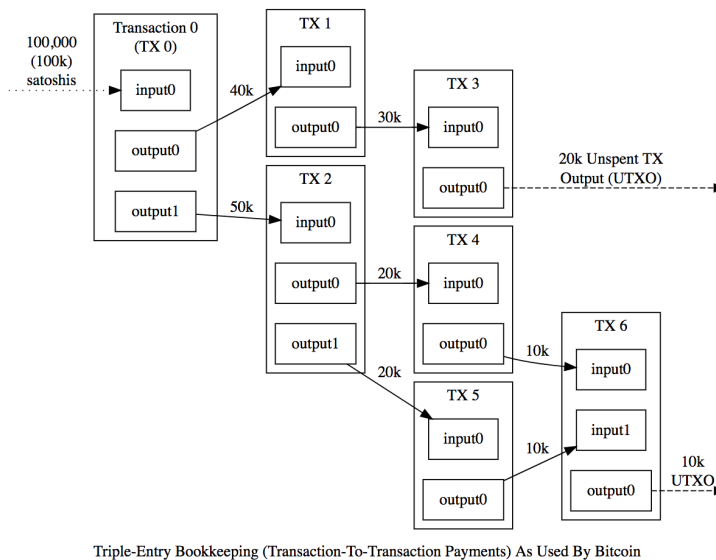 100,000
(100k)
satoshis
Transaction 0
(TX 0)
input0
output0
output1
40k
50k
TX 1
input0
output0
30k
TX 2
input0
output0
output1
20k
20k
TX 3
input0
output0
20k Unspent TX
Output (UTXO)
TX 4
input0
output0
10k
TX 5
input0
output0
10k
TX 6
input0
input1
output0
10k
UTXO
Triple-Entry Bookkeeping (Transaction-To-Transaction Payments) As Used By Bitcoin